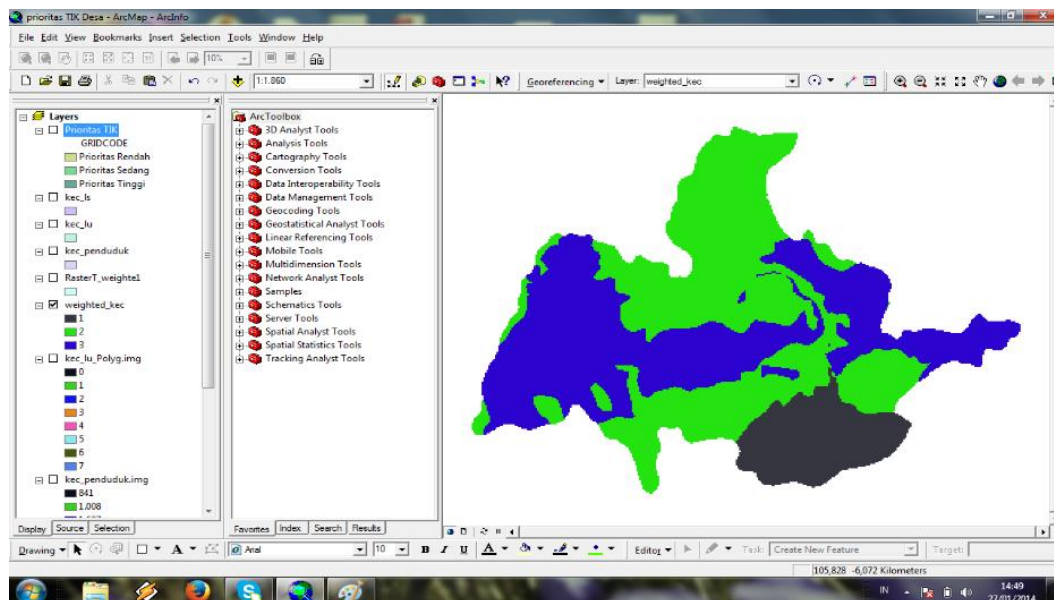 prioritas TIK Desa - ArcMap - ArcInfo
File Edit View Bookmarks Insert Selection Tools Window Help
10%
1:1.860
Georeferencing
Layer: weighted_kec
Layers
Prioritas TIK
GRIDCODE
Prioritas Rendah
Prioritas Sedang
Prioritas Tinggi
kec_ls
kec_lu
kec_penduduk
RasterT_weighte1
weighted_kec
1
2
3
kec_lu_Polyg.img
0
1
2
3
4
5
6
7
kec_penduduk.img
841
1.008
Display Source Selection
ArcToolbox
3D Analyst Tools
Analysis Tools
Cartography Tools
Conversion Tools
Data Interoperability Tools
Data Management Tools
Geocoding Tools
Geostatistical Analyst Tools
Linear Referencing Tools
Mobile Tools
Multidimension Tools
Network Analyst Tools
Samples
Schematics Tools
Server Tools
Spatial Analyst Tools
Spatial Statistics Tools
Tracking Analyst Tools
Favorites Index Search Results
Drawing A Arial 10 B I U A Editor Task: Create New Feature Target:
105,828 -6,072 Kilometers
IN 14:49
27/01/2014